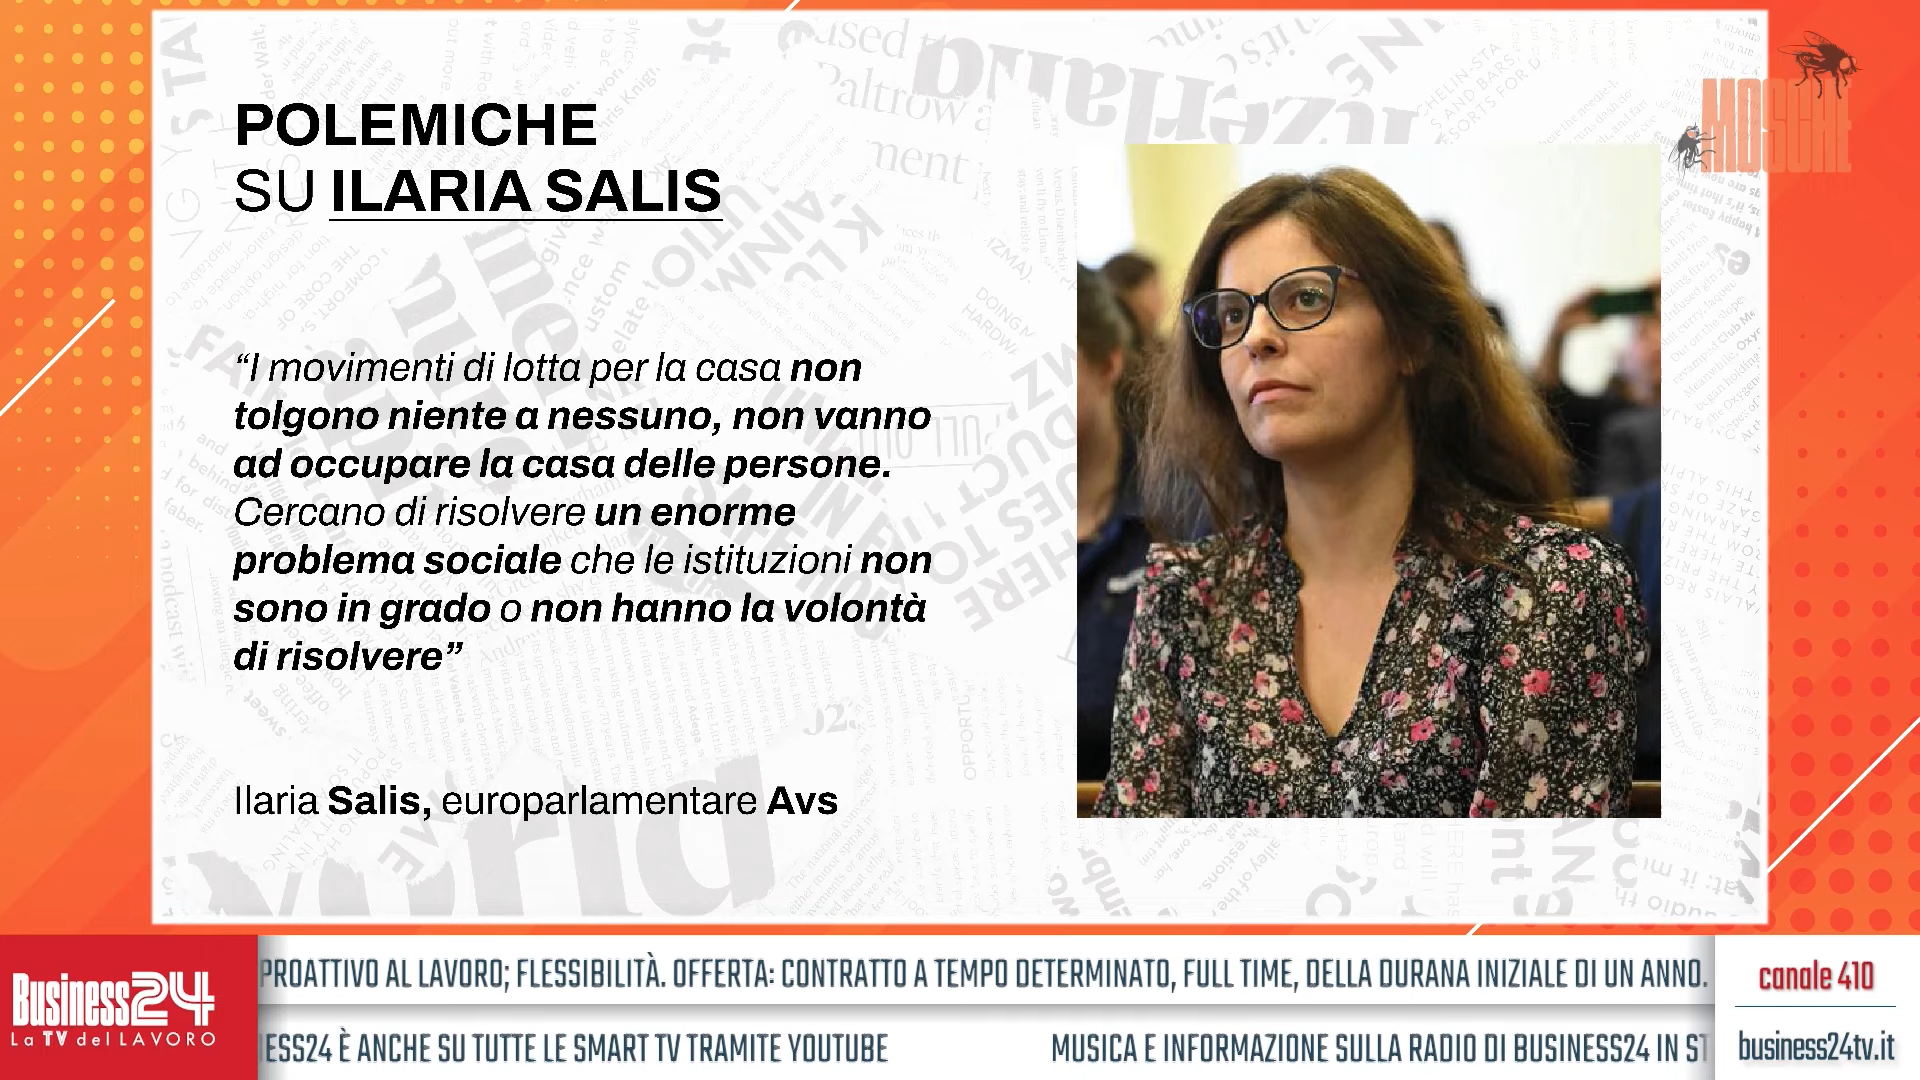 POLEMICHE
SU ILARIA SALIS
“I movimenti di lotta per la casa non
tolgono niente a nessuno, non vanno
ad occupare la casa delle persone.
Cercano di risolvere un enorme
problema sociale che le istituzioni non
sono in grado o non hanno la volontà
di risolvere”
Ilaria Salis, europarlamentare Avs
MOSCHE
Business24
La TV del LAVORO
PROATTIVO AL LAVORO; FLESSIBILITÀ. OFFERTA: CONTRATTO A TEMPO DETERMINATO, FULL TIME, DELLA DURANA INIZIALE DI UN ANNO.
canale 410
ESS24 È ANCHE SU TUTTE LE SMART TV TRAMITE YOUTUBE
MUSICA E INFORMAZIONE SULLA RADIO DI BUSINESS24 IN ST
business24tv.it